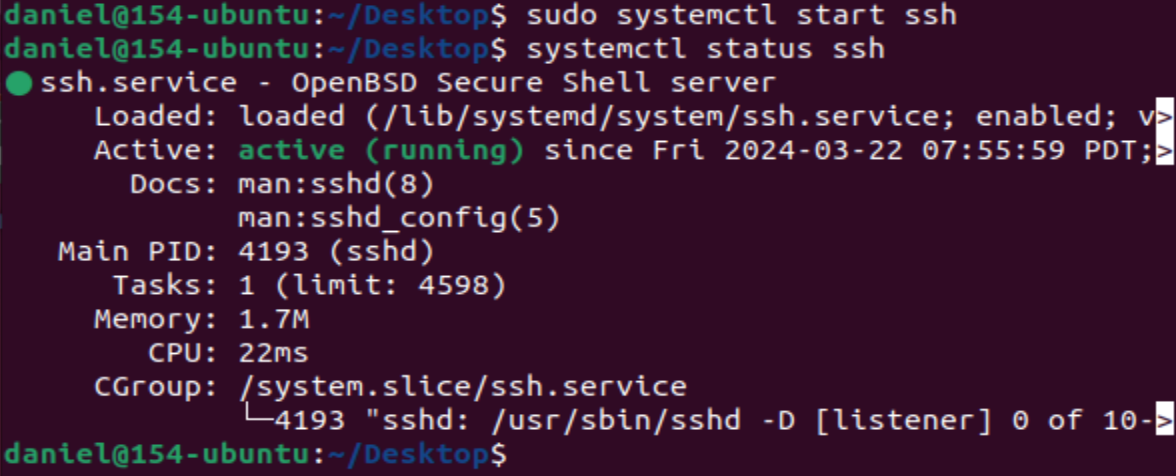 daniel@154-ubuntu:~/Desktop$ sudo systemctl start ssh
daniel@154-ubuntu:~/Desktop$ systemctl status ssh
● ssh.service - OpenBSD Secure Shell server
     Loaded: loaded (/lib/systemd/system/ssh.service; enabled; v>
     Active: active (running) since Fri 2024-03-22 07:55:59 PDT;>
       Docs: man:sshd(8)
             man:sshd_config(5)
   Main PID: 4193 (sshd)
      Tasks: 1 (limit: 4598)
     Memory: 1.7M
        CPU: 22ms
     CGroup: /system.slice/ssh.service
             └─4193 "sshd: /usr/sbin/sshd -D [listener] 0 of 10->
daniel@154-ubuntu:~/Desktop$